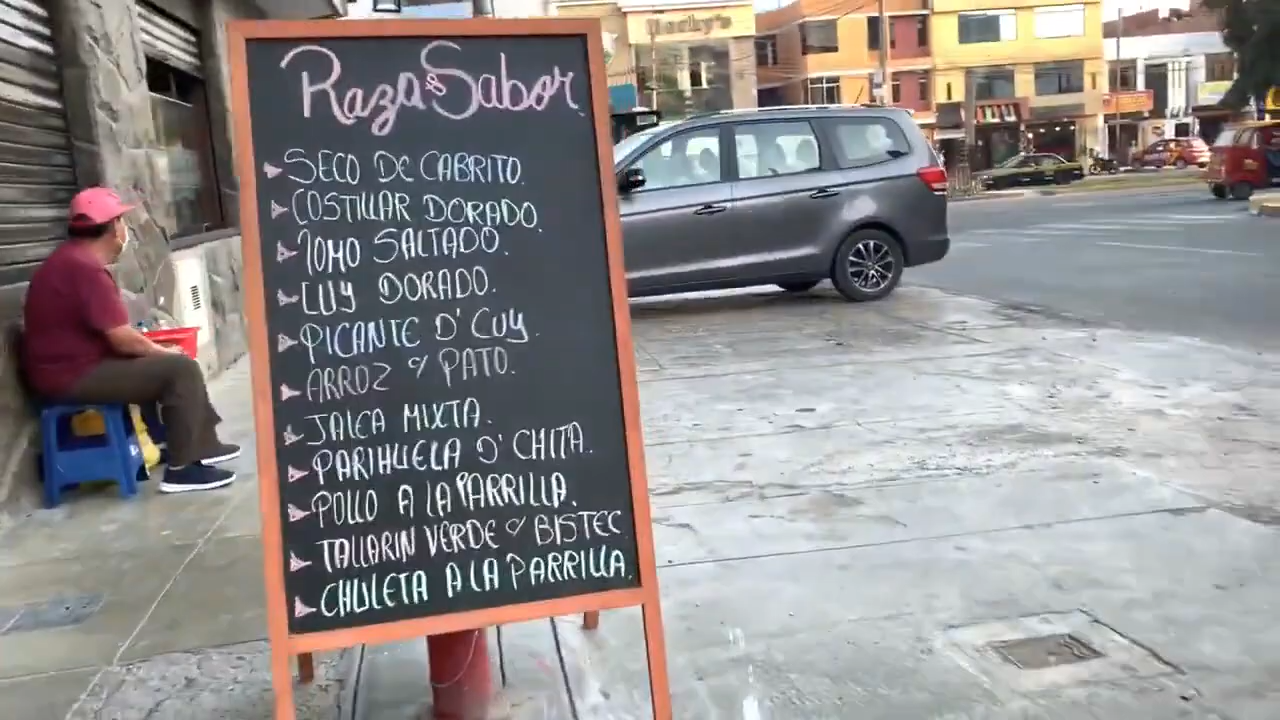 Raza & Sabor
SECO DE CABRITO.
COSTILLAR DORADO.
LOMO SALTADO.
CUY DORADO.
PICANTE D' CUY.
ARROZ c/ PATO.
JALEA MIXTA.
PARIHUELA D' CHITA.
POLLO A LA PARRILLA.
TALLARIN VERDE c/ BISTEC
CHULETA A LA PARRILLA.